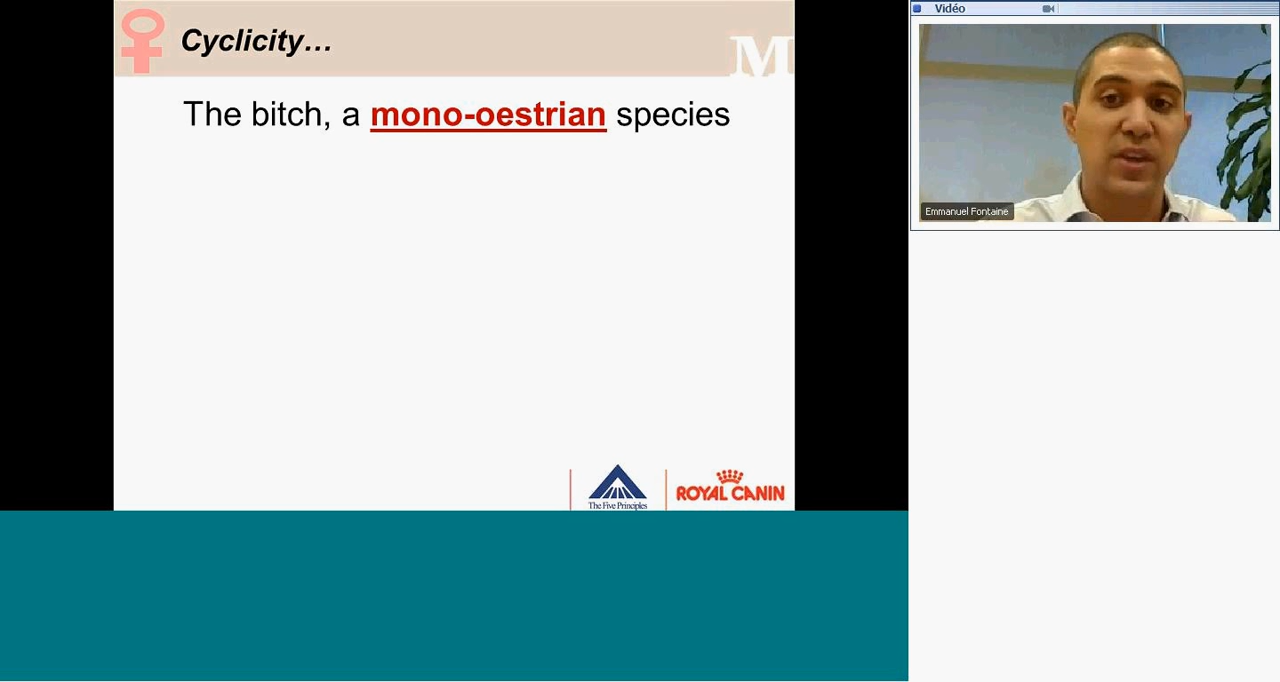 Cyclicity…
M
The bitch, a mono-oestrian species
The Five Principles
ROYAL CANIN
Vidéo
Emmanuel Fontaine